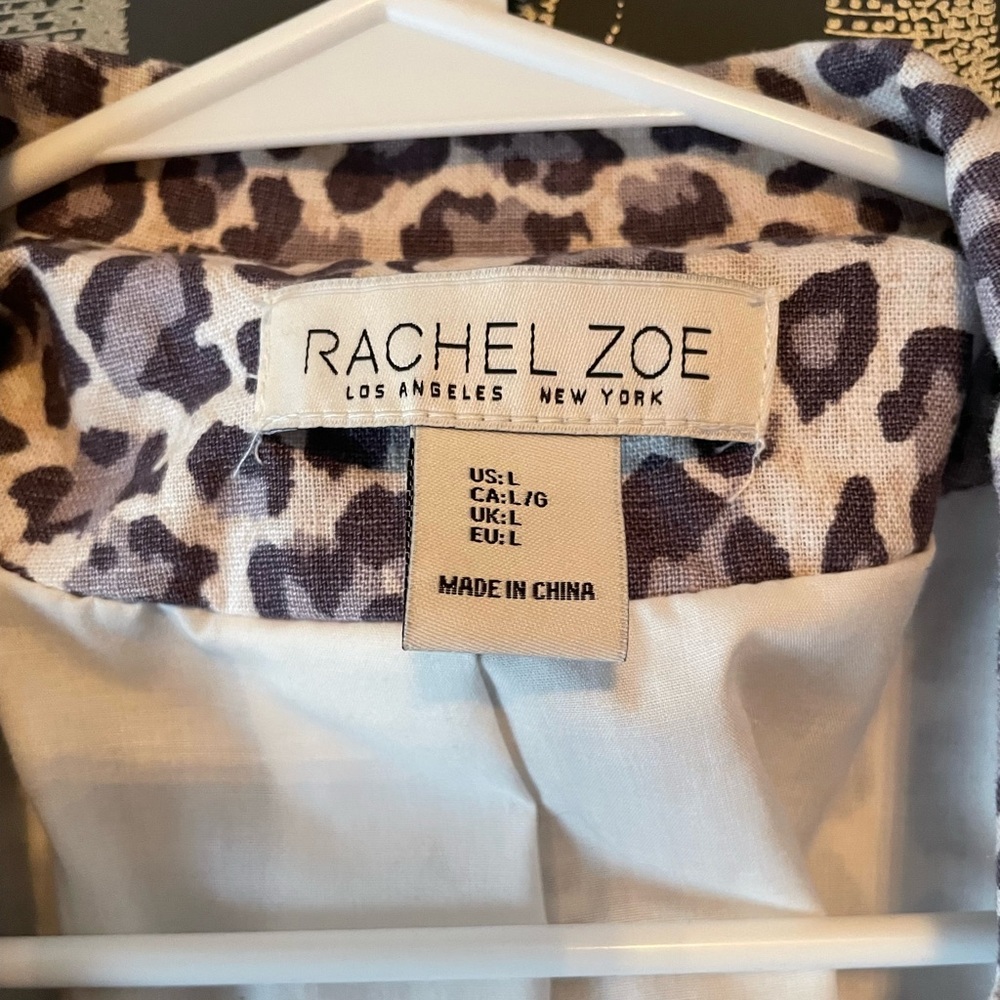 RACHEL ZOE
LOS ANGELES NEW YORK
US: L
CA: L/G
UK: L
EU: L
MADE IN CHINA